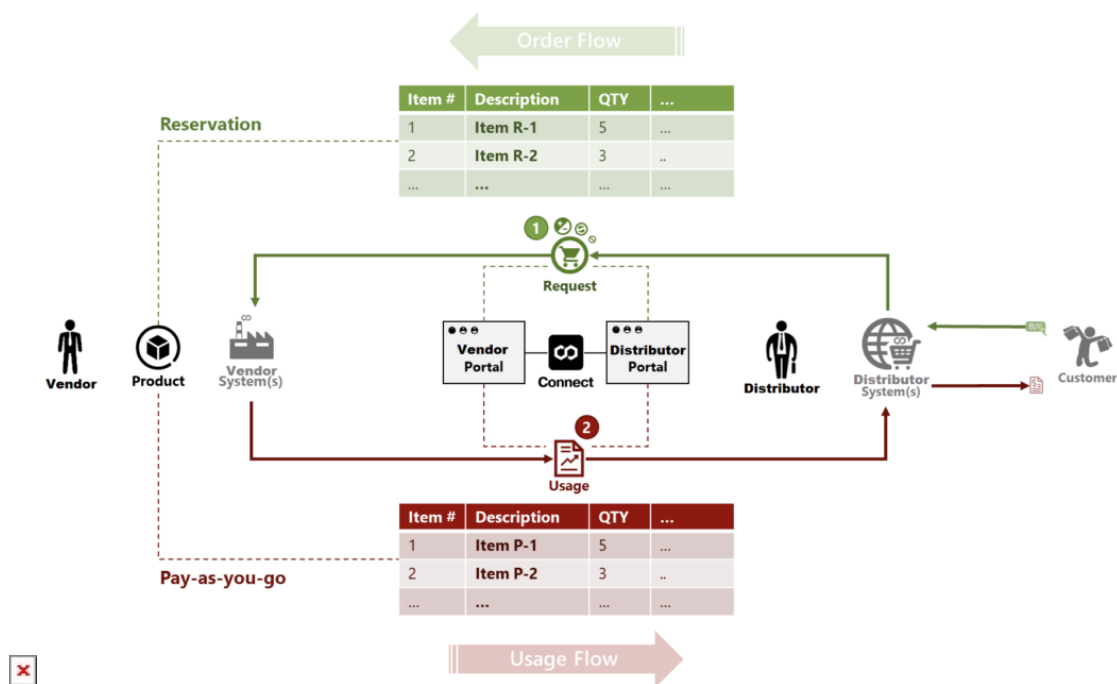 Order Flow
Item # Description QTY ...
1 Item R-1 5 ...
2 Item R-2 3 ..
... ... ... ...
Reservation
1
Request
Vendor
Product
Vendor
System(s)
Vendor
Portal
Connect
Distributor
Portal
Distributor
Distributor
System(s)
BUY
Customer
2
Usage
Item # Description QTY ...
1 Item P-1 5 ...
2 Item P-2 3 ..
... ... ... ...
Pay-as-you-go
Usage Flow